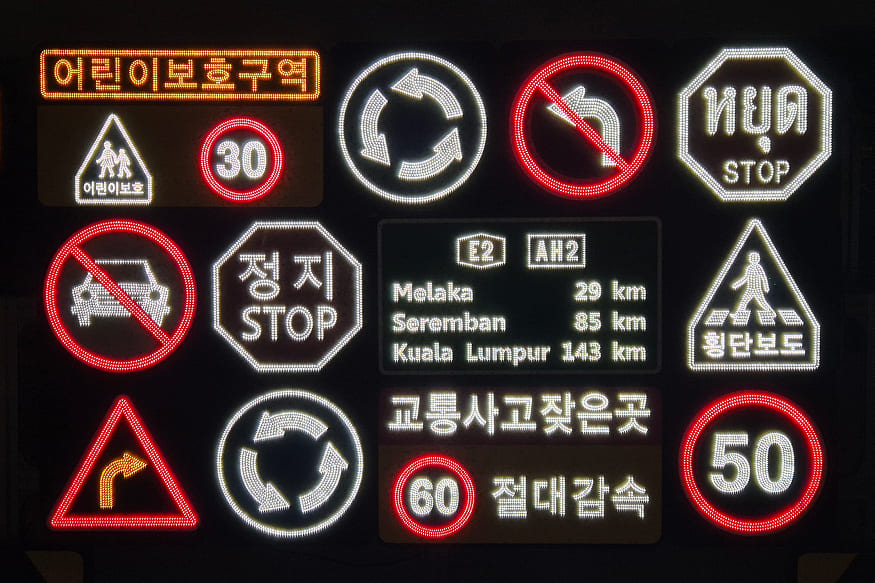 어린이보호구역
어린이보호
30
หยุด
STOP
정지
STOP
E2 AH2
Melaka 29 km
Seremban 85 km
Kuala Lumpur 143 km
횡단보도
교통사고잦은곳
60 절대감속
50